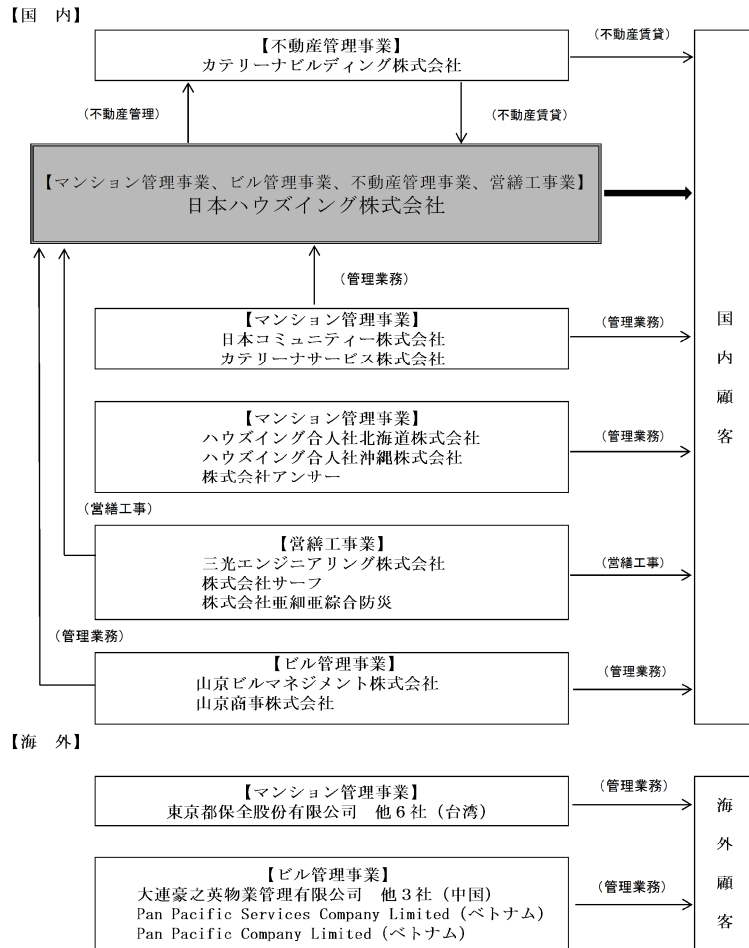 【国 内】
【不動産管理事業】
カテリーナビルディング株式会社
（不動産賃貸）
（不動産管理）
（不動産賃貸）
【マンション管理事業、ビル管理事業、不動産管理事業、営繕工事業】
日本ハウズイング株式会社
（管理業務）
【マンション管理事業】
日本コミュニティー株式会社
カテリーナサービス株式会社
（管理業務）
国内顧客
【マンション管理事業】
ハウズイング合人社北海道株式会社
ハウズイング合人社沖縄株式会社
株式会社アンサー
（管理業務）
（営繕工事）
【営繕工事業】
三光エンジニアリング株式会社
株式会社サーフ
株式会社亜細亜綜合防災
（営繕工事）
（管理業務）
【ビル管理事業】
山京ビルマネジメント株式会社
山京商事株式会社
（管理業務）
【海 外】
【マンション管理事業】
東京都保全股份有限公司 他６社（台湾）
（管理業務）
海外顧客
【ビル管理事業】
大連豪之英物業管理有限公司 他３社（中国）
Pan Pacific Services Company Limited（ベトナム）
Pan Pacific Company Limited（ベトナム）
（管理業務）